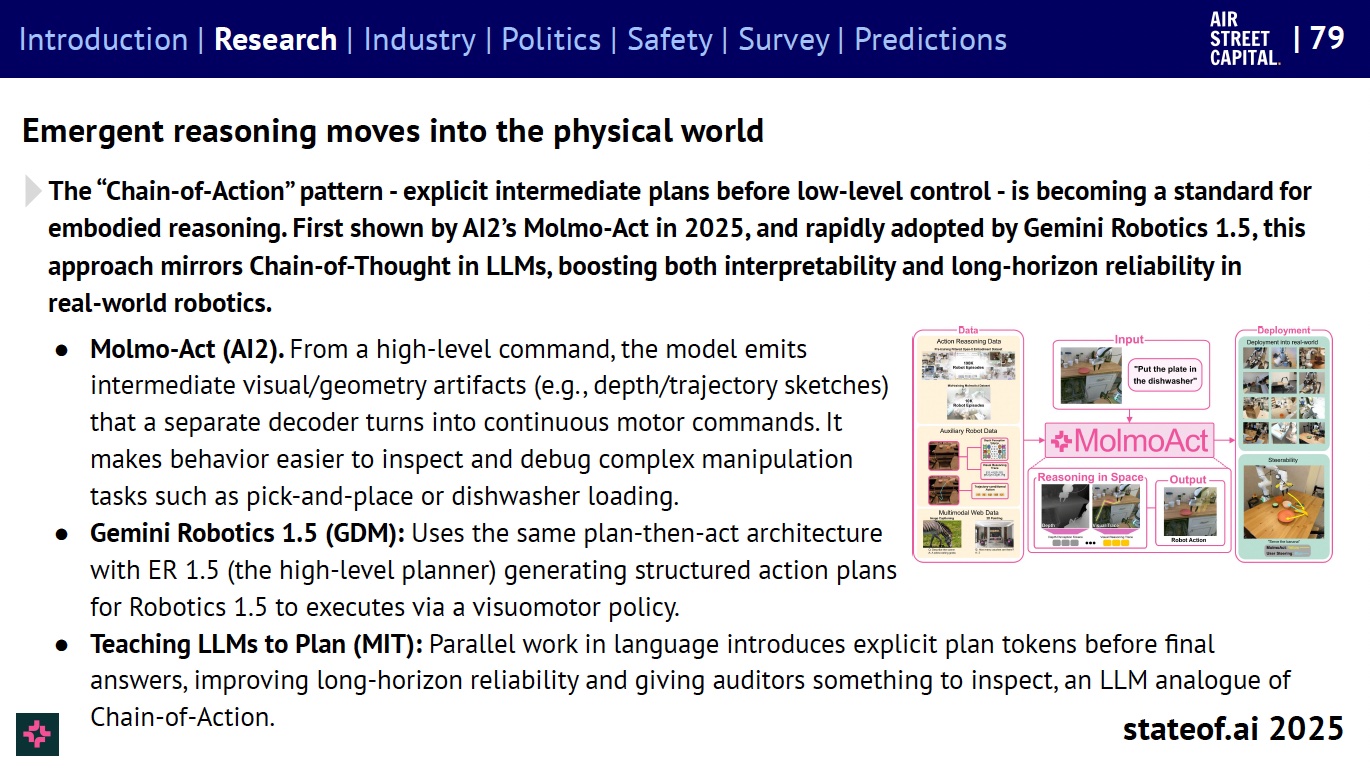 Introduction | Research | Industry | Politics | Safety | Survey | Predictions
AIR
STREET
CAPITAL.
| 79
Emergent reasoning moves into the physical world
The “Chain-of-Action” pattern - explicit intermediate plans before low-level control - is becoming a standard for
embodied reasoning. First shown by AI2’s Molmo-Act in 2025, and rapidly adopted by Gemini Robotics 1.5, this
approach mirrors Chain-of-Thought in LLMs, boosting both interpretability and long-horizon reliability in
real-world robotics.
● Molmo-Act (AI2). From a high-level command, the model emits
intermediate visual/geometry artifacts (e.g., depth/trajectory sketches)
that a separate decoder turns into continuous motor commands. It
makes behavior easier to inspect and debug complex manipulation
tasks such as pick-and-place or dishwasher loading.
● Gemini Robotics 1.5 (GDM): Uses the same plan-then-act architecture
with ER 1.5 (the high-level planner) generating structured action plans
for Robotics 1.5 to executes via a visuomotor policy.
● Teaching LLMs to Plan (MIT): Parallel work in language introduces explicit plan tokens before final
answers, improving long-horizon reliability and giving auditors something to inspect, an LLM analogue of
Chain-of-Action.
Data
Action Reasoning Data
Robot Episodes
Robot Episodes
Auxiliary Robot Data
Multimodal Web Data
Input
"Put the plate in
the dishwasher"
MolmoAct
Reasoning in Space
Depth
Visual Trace
Output
Robot Action
Deployment
Deployment into real-world
Steerability
MolmoAct
User Steering
stateof.ai 2025